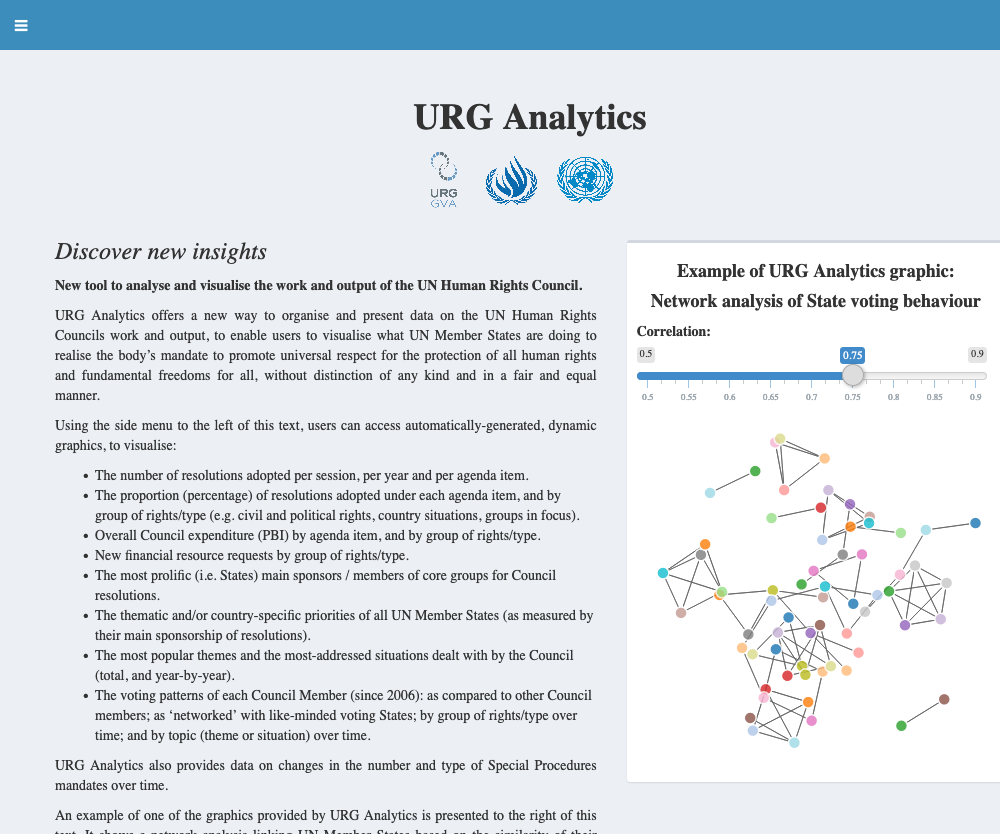 URG Analytics
URG
GVA
Discover new insights
New tool to analyse and visualise the work and output of the UN Human Rights Council.
URG Analytics offers a new way to organise and present data on the UN Human Rights
Councils work and output, to enable users to visualise what UN Member States are doing to
realise the body's mandate to promote universal respect for the protection of all human rights
and fundamental freedoms for all, without distinction of any kind and in a fair and equal
manner.
Using the side menu to the left of this text, users can access automatically-generated, dynamic
graphics, to visualise:
• The number of resolutions adopted per session, per year and per agenda item.
• The proportion (percentage) of resolutions adopted under each agenda item, and by
group of rights/type (e.g. civil and political rights, country situations, groups in focus).
• Overall Council expenditure (PBI) by agenda item, and by group of rights/type.
• New financial resource requests by group of rights/type.
• The most prolific (i.e. States) main sponsors / members of core groups for Council
resolutions.
• The thematic and/or country-specific priorities of all UN Member States (as measured by
their main sponsorship of resolutions).
• The most popular themes and the most-addressed situations dealt with by the Council
(total, and year-by-year).
• The voting patterns of each Council Member (since 2006): as compared to other Council
members; as ‘networked’ with like-minded voting States; by group of rights/type over
time; and by topic (theme or situation) over time.
URG Analytics also provides data on changes in the number and type of Special Procedures
mandates over time.
An example of one of the graphics provided by URG Analytics is presented to the right of this
text. It shows a network analysis linking UN Member States based on the similarity of their
Example of URG Analytics graphic:
Network analysis of State voting behaviour
Correlation:
0.5 0.75 0.9
0.5 0.55 0.6 0.65 0.7 0.75 0.8 0.85 0.9